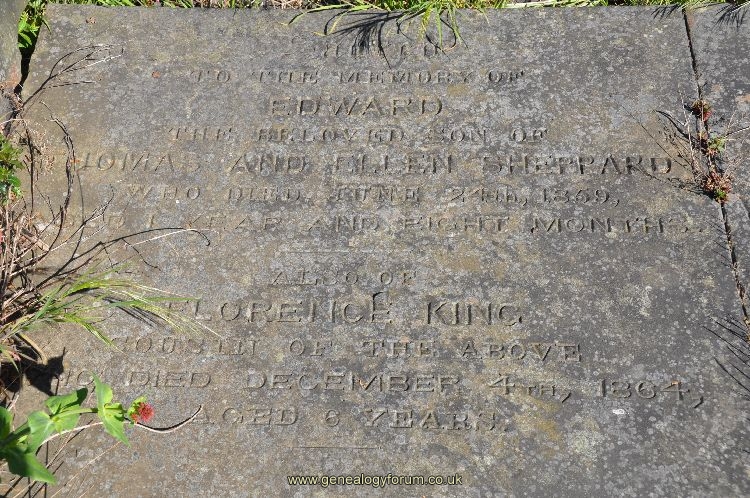 TO THE MEMORY OF
EDWARD
THE BELOVED SON OF
THOMAS AND ELLEN SHEPPARD
WHO DIED JUNE 27TH, 1859,
1 YEAR AND EIGHT MONTHS.
ALSO OF
FLORENCE KING
COUSIN OF THE ABOVE
WHO DIED DECEMBER 4TH, 1864,
AGED 6 YEARS.
www.genealogyforum.co.uk